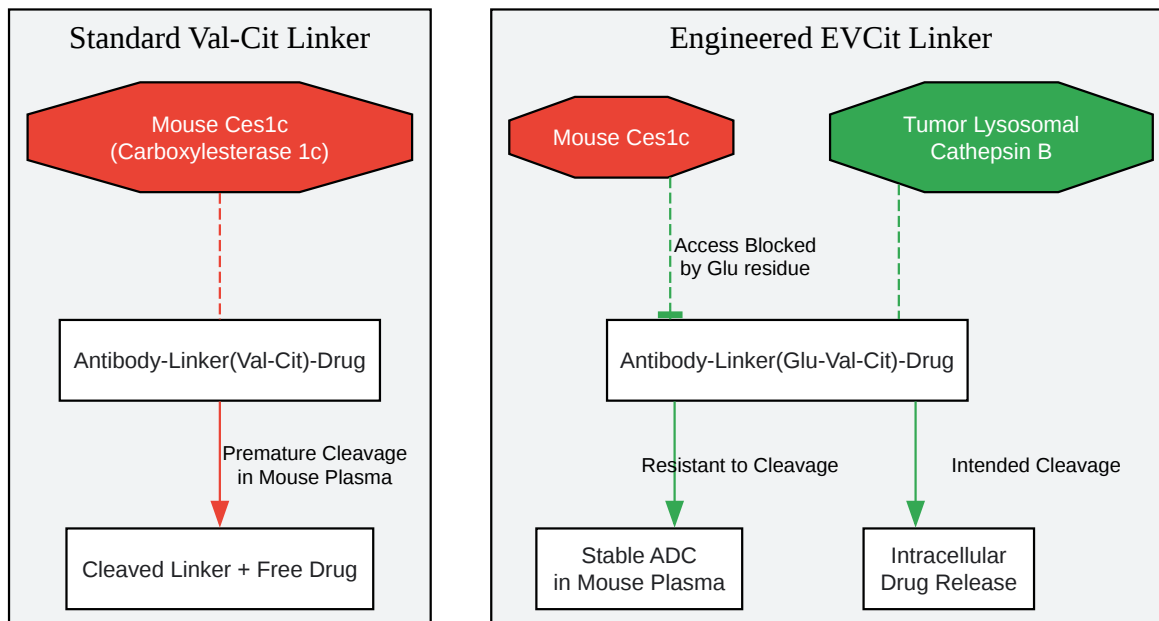 Standard Val-Cit Linker
Mouse Ces1c
(Carboxylesterase 1c)
Antibody-Linker(Val-Cit)-Drug
Premature Cleavage
in Mouse Plasma
Cleaved Linker + Free Drug
Engineered EVCit Linker
Mouse Ces1c
Tumor Lysosomal
Cathepsin B
Access Blocked
by Glu residue
Antibody-Linker(Glu-Val-Cit)-Drug
Resistant to Cleavage
Intended Cleavage
Stable ADC
in Mouse Plasma
Intracellular
Drug Release